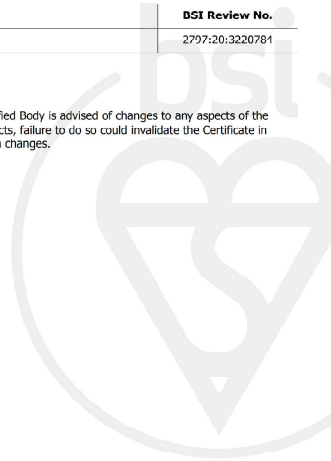 bsi
BSI Review No.
2797:20:3220781
fied Body is advised of changes to any aspects of the
cts, failure to do so could invalidate the Certificate in
changes.